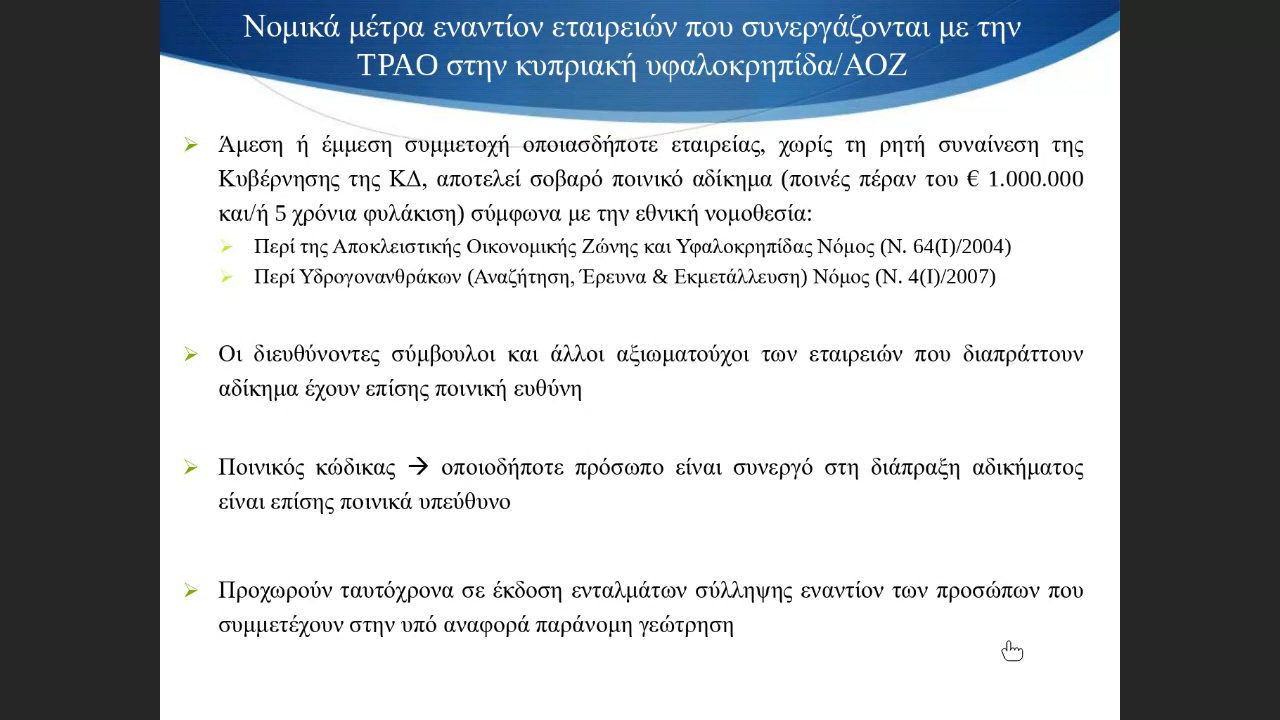 Νομικά μέτρα εναντίον εταιρειών που συνεργάζονται με την
ΤΡΑΟ στην κυπριακή υφαλοκρηπίδα/ΑΟΖ
Άμεση ή έμμεση συμμετοχή οποιασδήποτε εταιρείας, χωρίς τη ρητή συναίνεση της
Κυβέρνησης της ΚΔ, αποτελεί σοβαρό ποινικό αδίκημα (ποινές πέραν του € 1.000.000
και/ή 5 χρόνια φυλάκιση) σύμφωνα με την εθνική νομοθεσία:
Περί της Αποκλειστικής Οικονομικής Ζώνης και Υφαλοκρηπίδας Νόμος (Ν. 64(Ι)/2004)
Περί Υδρογονανθράκων (Αναζήτηση, Έρευνα & Εκμετάλλευση) Νόμος (Ν. 4(Ι)/2007)
Οι διευθύνοντες σύμβουλοι και άλλοι αξιωματούχοι των εταιρειών που διαπράττουν
αδίκημα έχουν επίσης ποινική ευθύνη
Ποινικός κώδικας → οποιοδήποτε πρόσωπο είναι συνεργό στη διάπραξη αδικήματος
είναι επίσης ποινικά υπεύθυνο
Προχωρούν ταυτόχρονα σε έκδοση ενταλμάτων σύλληψης εναντίον των προσώπων που
συμμετέχουν στην υπό αναφορά παράνομη γεώτρηση